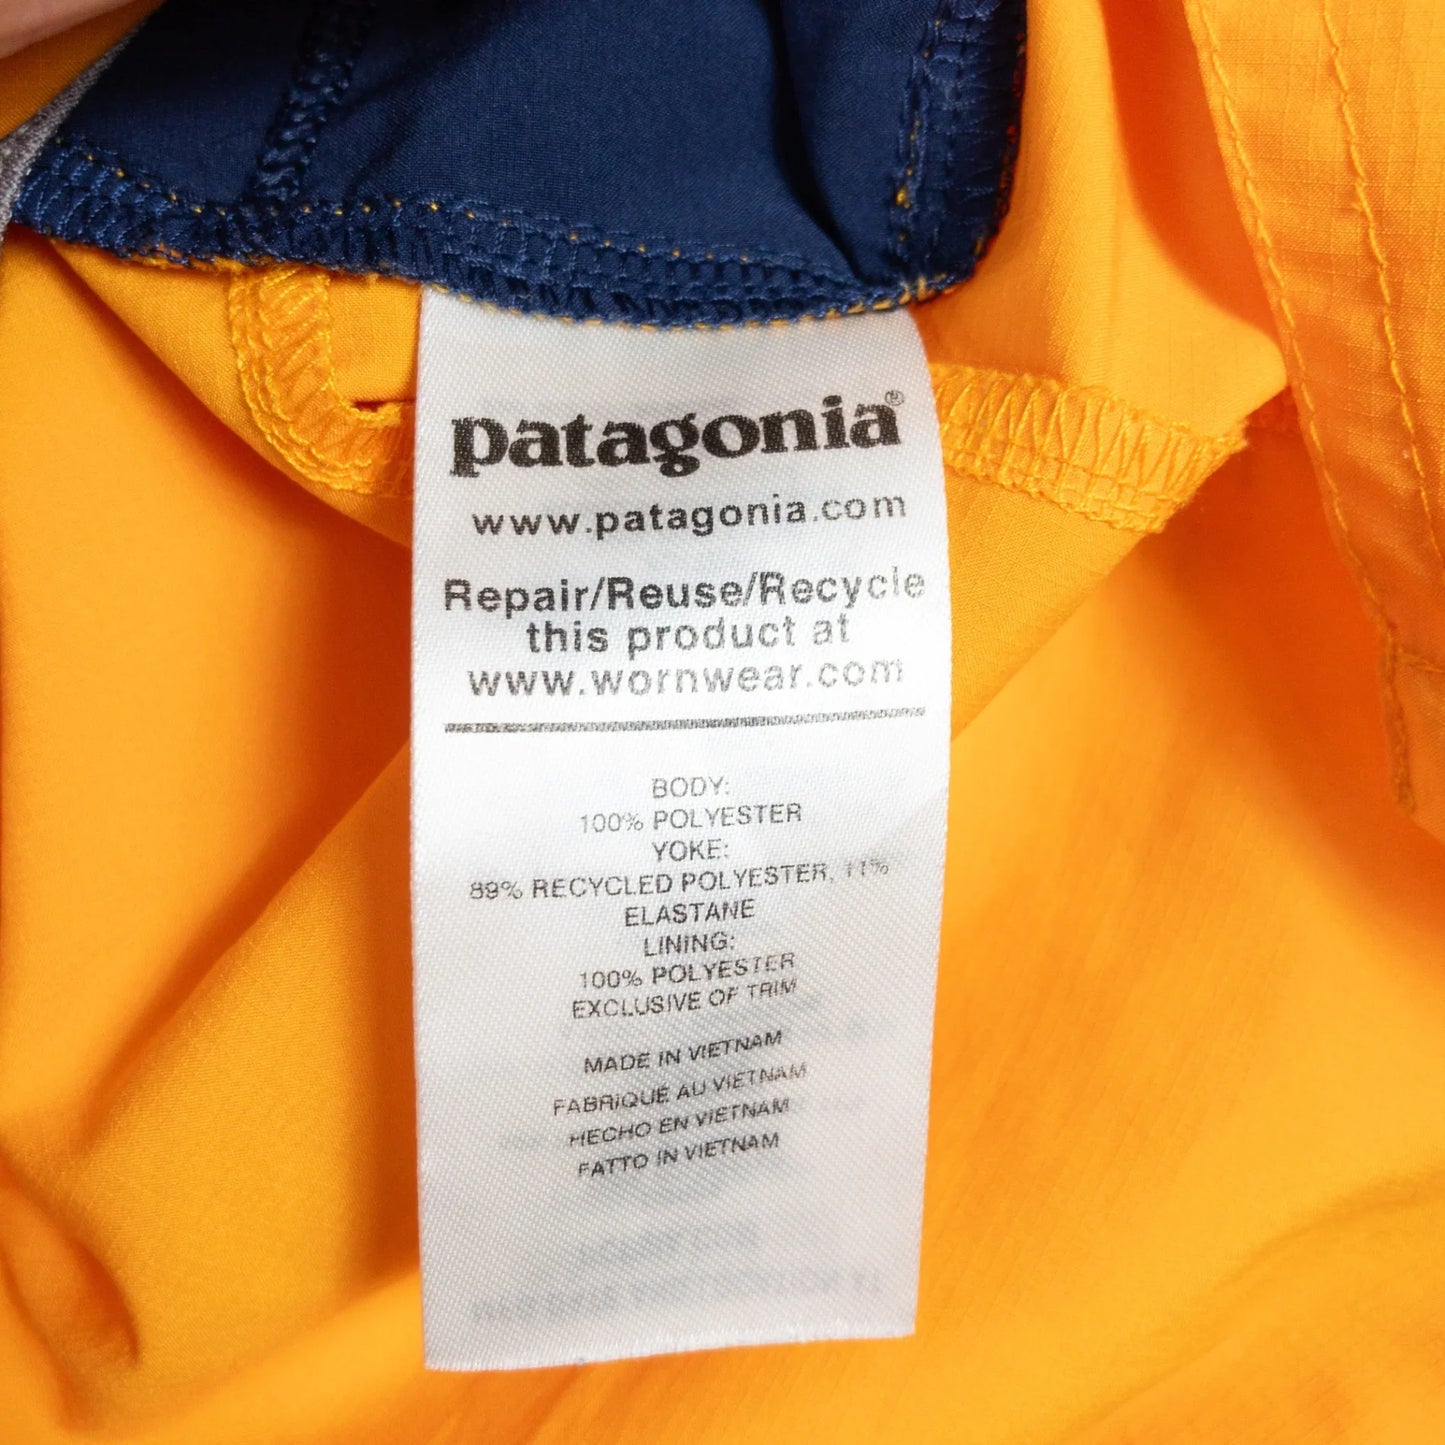 patagonia®
www.patagonia.com
Repair/Reuse/Recycle
this product at
www.wornwear.com
BODY:
100% POLYESTER
YOKE:
89% RECYCLED POLYESTER, 11%
ELASTANE
LINING:
100% POLYESTER
EXCLUSIVE OF TRIM
MADE IN VIETNAM
FABRIQUÉ AU VIETNAM
HECHO EN VIETNAM
FATTO IN VIETNAM